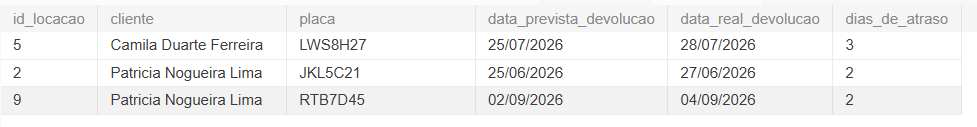 id_locacao cliente placa data_prevista_devolucao data_real_devolucao dias_de_atraso
5 Camila Duarte Ferreira LWS8H27 25/07/2026 28/07/2026 3
2 Patricia Nogueira Lima JKL5C21 25/06/2026 27/06/2026 2
9 Patricia Nogueira Lima RTB7D45 02/09/2026 04/09/2026 2